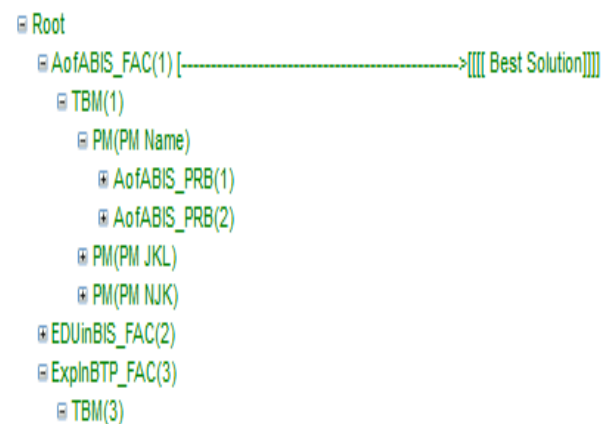 Root
AofABIS_FAC(1) [----------------------------------------------->[[[[ Best Solution]]]]
TBM(1)
PM(PM Name)
AofABIS_PRB(1)
AofABIS_PRB(2)
PM(PM JKL)
PM(PM NJK)
EDUinBIS_FAC(2)
ExpInBTP_FAC(3)
TBM(3)